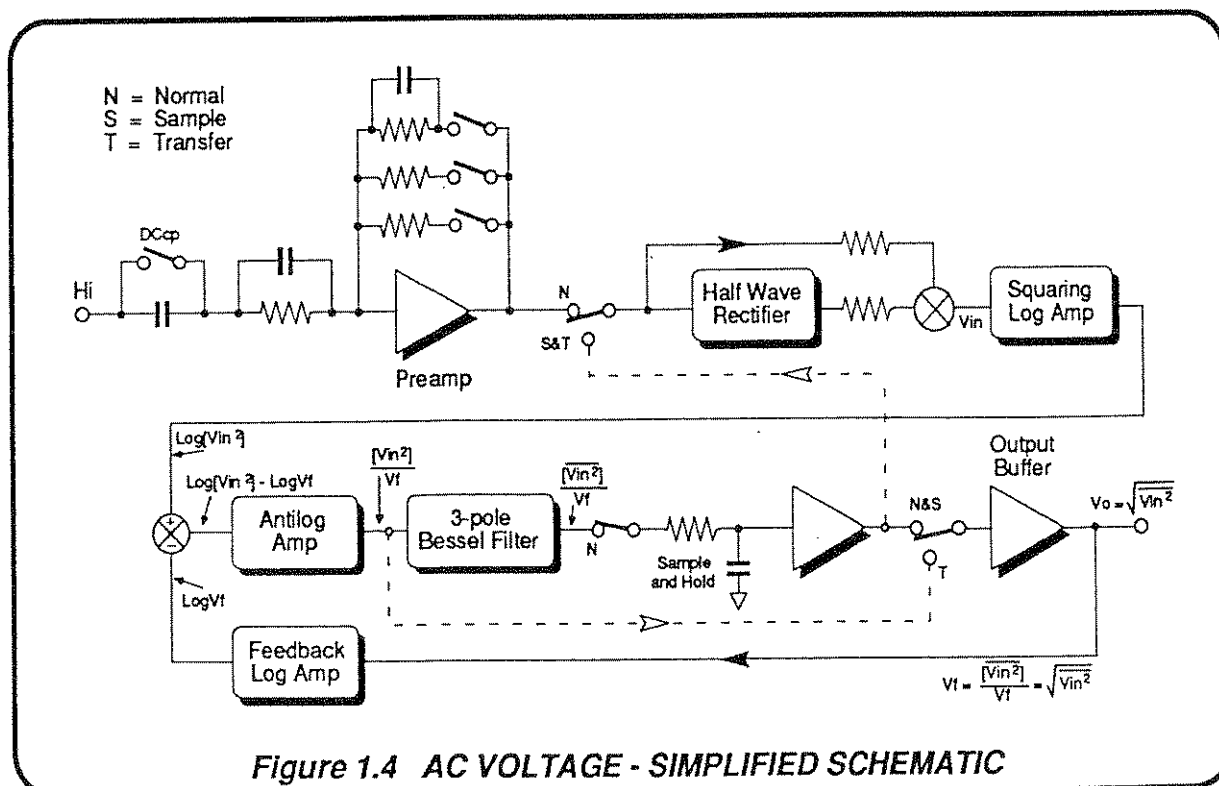 N = Normal
S = Sample
T = Transfer
DCcp
Hi
Preamp
N
S&T
Half Wave
Rectifier
Vin
Squaring
Log Amp
Log[Vin²]
Log[Vin²] - LogVf
LogVf
Antilog
Amp
[Vin²]
Vf
3-pole
Bessel Filter
[Vin²]
Vf
N
Sample
and Hold
N&S
T
Output
Buffer
Vo = √Vin²
Feedback
Log Amp
Vf = [Vin²] / Vf = √Vin²
Figure 1.4 AC VOLTAGE - SIMPLIFIED SCHEMATIC